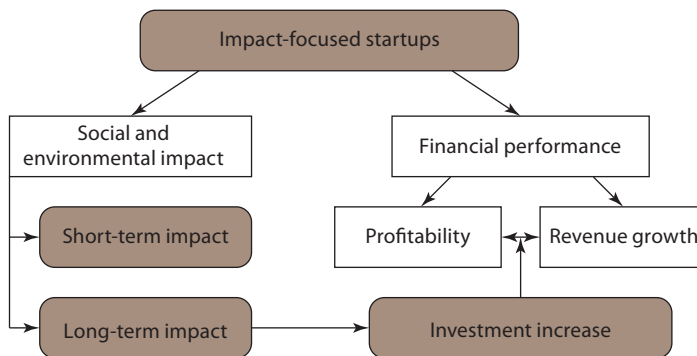 Impact-focused startups
Social and
environmental impact
Financial performance
Short-term impact
Profitability
Revenue growth
Long-term impact
Investment increase